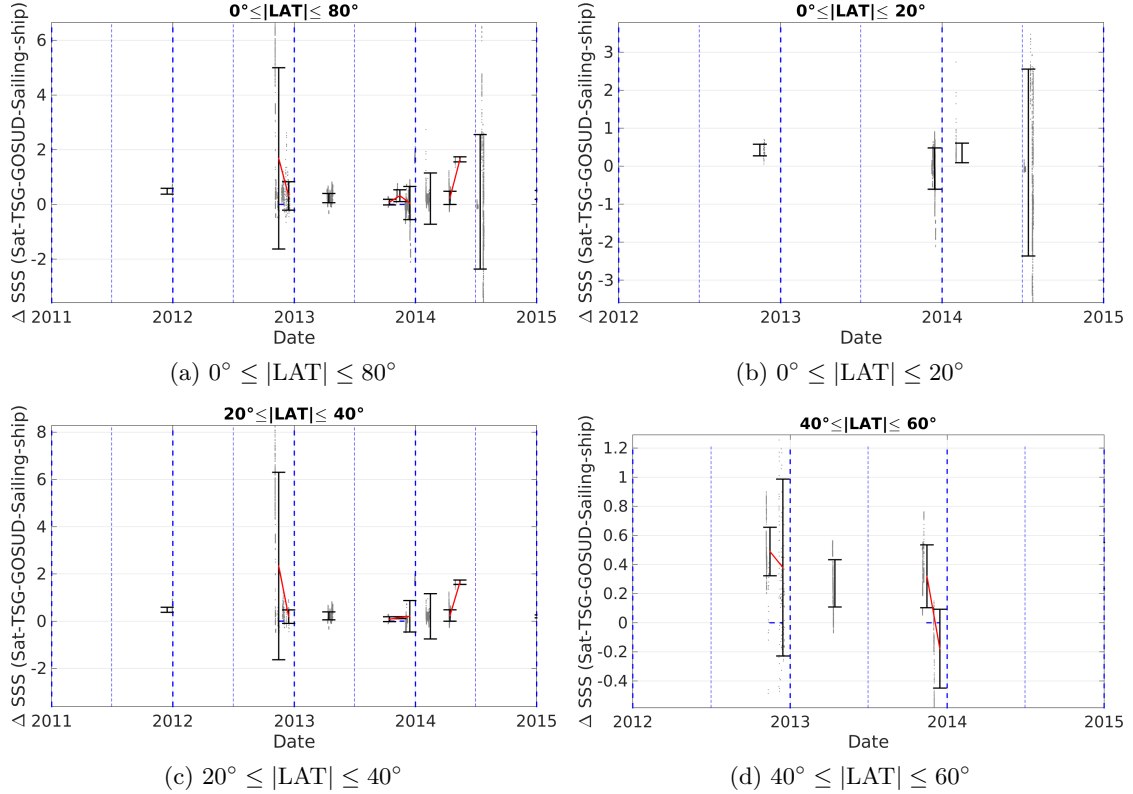 0°≤|LAT|≤ 80°
Δ SSS (Sat-TSG-GOSUD-Sailing-ship)
6
4
2
0
-2
2011 2012 2013 2014 2015
Date
(a) 0° ≤ |LAT| ≤ 80°
0°≤|LAT|≤ 20°
Δ SSS (Sat-TSG-GOSUD-Sailing-ship)
3
2
1
0
-1
-2
-3
2012 2013 2014 2015
Date
(b) 0° ≤ |LAT| ≤ 20°
20°≤|LAT|≤ 40°
Δ SSS (Sat-TSG-GOSUD-Sailing-ship)
8
6
4
2
0
-2
2011 2012 2013 2014 2015
Date
(c) 20° ≤ |LAT| ≤ 40°
40°≤|LAT|≤ 60°
Δ SSS (Sat-TSG-GOSUD-Sailing-ship)
1.2
1
0.8
0.6
0.4
0.2
0
-0.2
-0.4
2012 2013 2014 2015
Date
(d) 40° ≤ |LAT| ≤ 60°